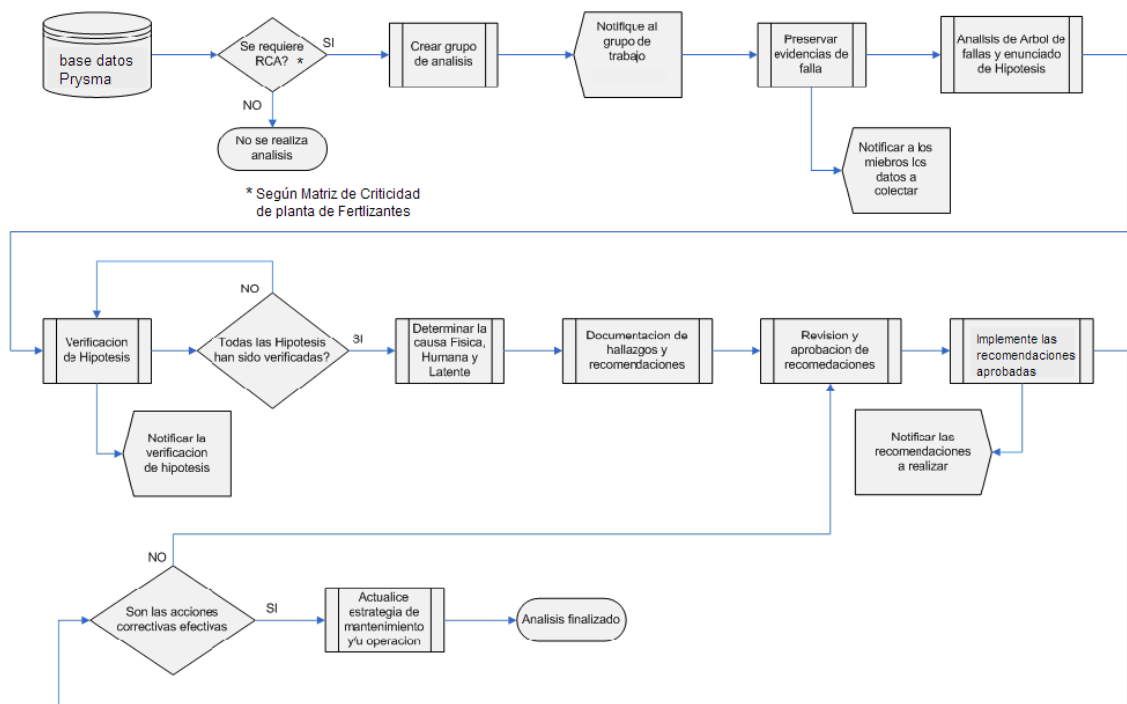 base datos
Prysma
Se requiere
RCA?
*
SI
NO
No se realiza
analisis
* Según Matriz de Criticidad
de planta de Fertlizantes
Crear grupo
de analisis
Notifique al
grupo de
trabajo
Preservar
evidencias de
falla
Notificar a los
miebros los
datos a
colectar
Analisis de Arbol de
fallas y enunciado
de Hipotesis
Verificacion
de Hipotesis
Notificar la
verificacion
de hipotesis
NO
Todas las Hipotesis
han sido verificadas?
SI
Determinar la
causa Fisica,
Humana y
Latente
Documentacion de
hallazgos y
recomendaciones
Revision y
aprobacion de
recomedaciones
Implemente las
recomendaciones
aprobadas
Notificar las
recomendaciones
a realizar
NO
Son las acciones
correctivas efectivas
SI
Actualice
estrategia de
mantenimiento
y/u operacion
Analisis finalizado